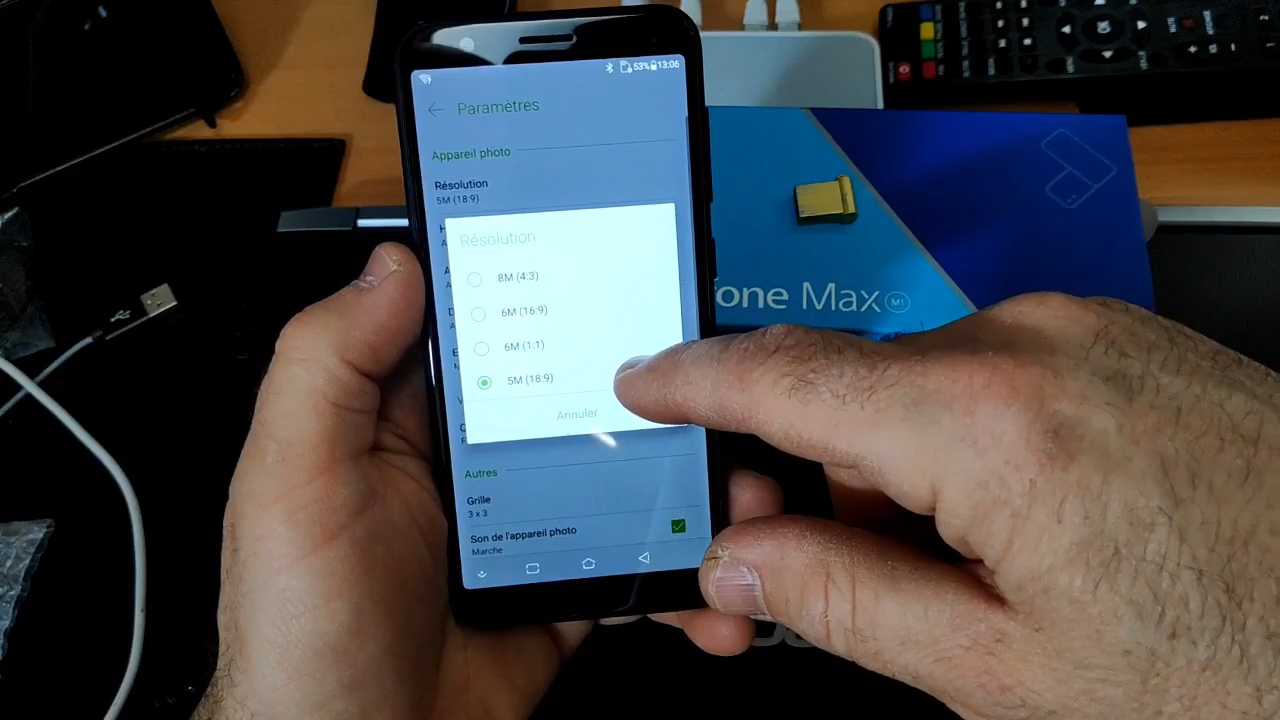 53% 13:06
Paramètres
Appareil photo
Résolution
5M (18:9)
Résolution
8M (4:3)
6M (16:9)
6M (1:1)
5M (18:9)
Annuler
Autres
Grille
3 x 3
Son de l'appareil photo
Marche
fone Max M1
OK